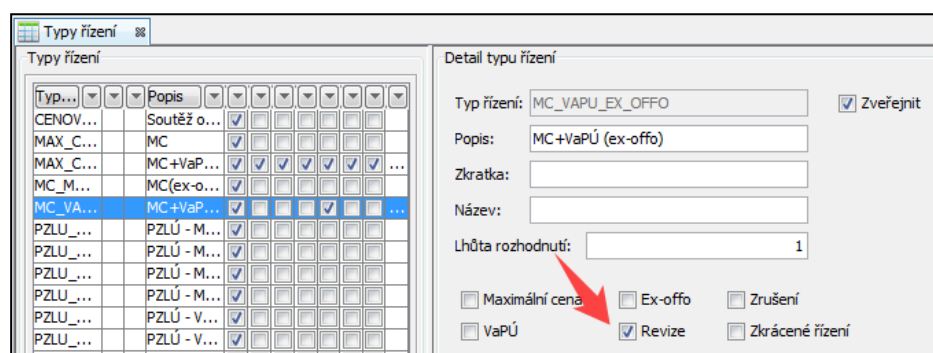 Typy řízení
Typy řízení
Typ... Popis
CENOV... Soutěž o...
MAX_C... MC
MAX_C... MC+VaP... ...
MC_M... MC(ex-o...
MC_VA... MC+VaP... ...
PZLU_... PZLÚ - M...
PZLU_... PZLÚ - M...
PZLU_... PZLÚ - M...
PZLU_... PZLÚ - M...
PZLU_... PZLÚ - V...
PZLU_... PZLÚ - V...
Detail typu řízení
Typ řízení: MC_VAPU_EX_OFFO Zveřejnit
Popis: MC+VaPÚ (ex-offo)
Zkratka:
Název:
Lhůta rozhodnutí: 1
Maximální cena Ex-offo Zrušení
VaPÚ Revize Zkrácené řízení